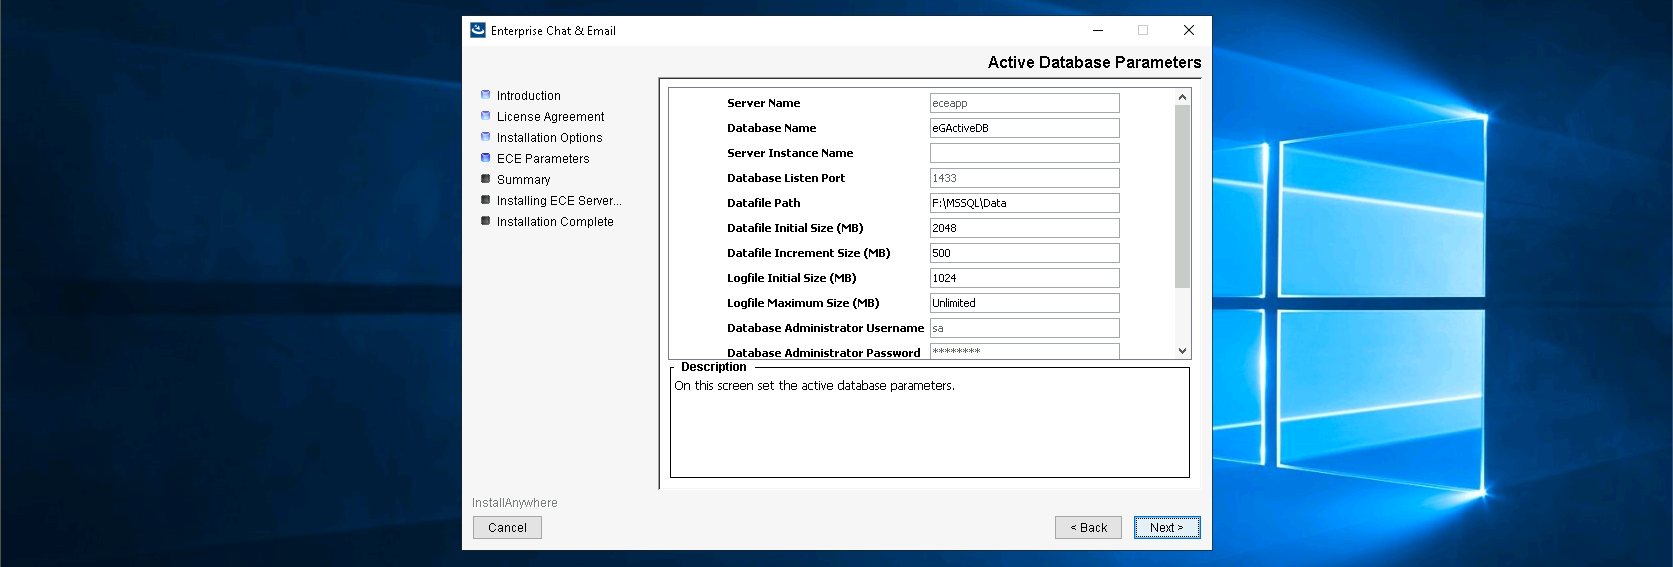 Enterprise Chat & Email
Active Database Parameters
Introduction
License Agreement
Installation Options
ECE Parameters
Summary
Installing ECE Server...
Installation Complete
Server Name eceapp
Database Name eGActiveDB
Server Instance Name
Database Listen Port 1433
Datafile Path F:\MSSQL\Data
Datafile Initial Size (MB) 2048
Datafile Increment Size (MB) 500
Logfile Initial Size (MB) 1024
Logfile Maximum Size (MB) Unlimited
Database Administrator Username sa
Database Administrator Password ********
Description
On this screen set the active database parameters.
InstallAnywhere
Cancel
< Back
Next >